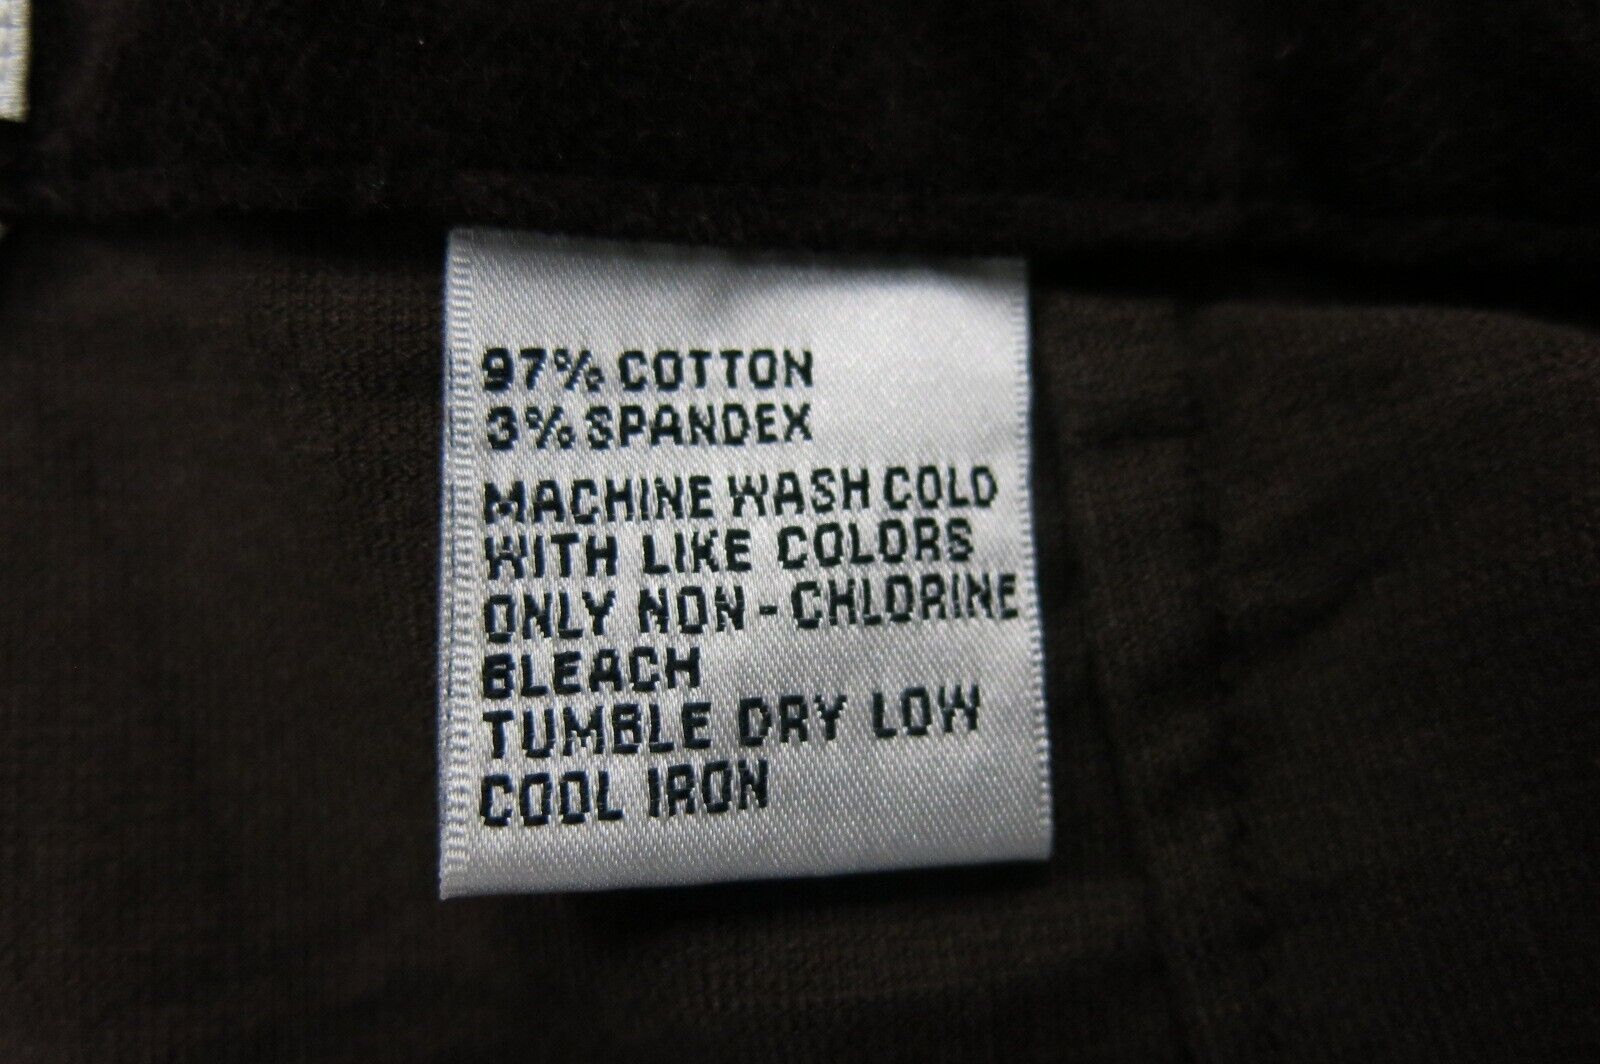 97% COTTON
3% SPANDEX
MACHINE WASH COLD
WITH LIKE COLORS
ONLY NON - CHLORINE
BLEACH
TUMBLE DRY LOW
COOL IRON